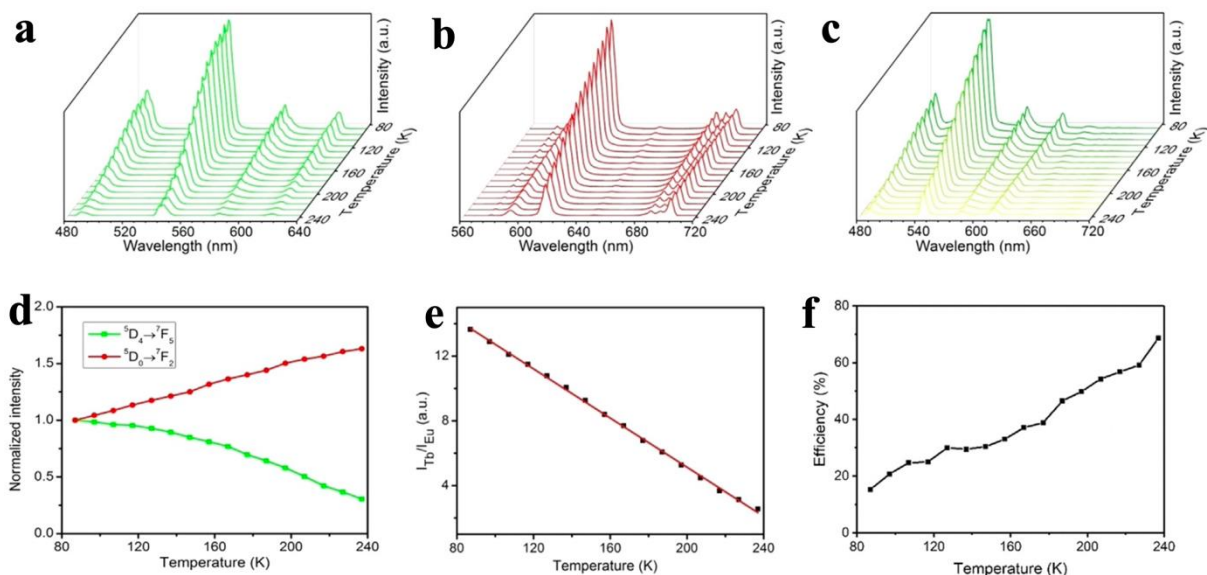 a
Intensity (a.u.)
80
120
160
200
240
Temperature (K)
480
520
560
600
640
Wavelength (nm)
b
Intensity (a.u.)
80
120
160
200
240
Temperature (K)
560
600
640
680
720
Wavelength (nm)
c
Intensity (a.u.)
80
120
160
200
240
Temperature (K)
480
540
600
660
720
Wavelength (nm)
d
2.0
1.5
1.0
0.5
0.0
Normalized intensity
⁵D₄→⁷F₅
⁵D₀→⁷F₂
80
120
160
200
240
Temperature (K)
e
12
8
4
I_Tb/I_Eu (a.u.)
80
120
160
200
240
Temperature (K)
f
80
60
40
20
0
Efficiency (%)
80
120
160
200
240
Temperature (K)